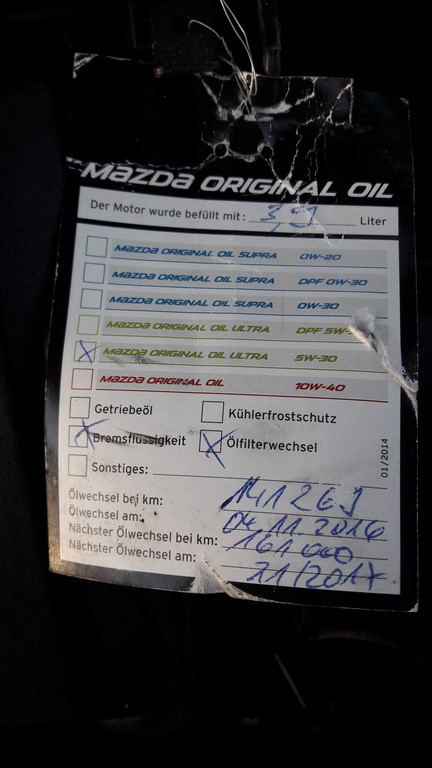 Mazda ORIGINAL OIL
Der Motor wurde befüllt mit: 3,9 Liter
Mazda ORIGINAL OIL SUPRA 0W-20
Mazda ORIGINAL OIL SUPRA DPF 0W-30
Mazda ORIGINAL OIL SUPRA 0W-30
Mazda ORIGINAL OIL ULTRA DPF
Mazda ORIGINAL OIL ULTRA 5W-30
Mazda ORIGINAL OIL 10W-40
Getriebeöl Kühlerfrostschutz
Bremsflüssigkeit Ölfilterwechsel
Sonstiges:
01/2014
Ölwechsel bei km:
Ölwechsel am: 04.11.2016
Nächster Ölwechsel bei km: 161 000
Nächster Ölwechsel am: 11/2017